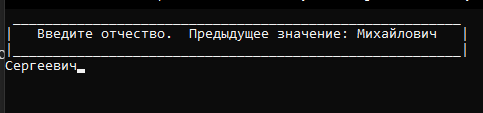 Введите отчество. Предыдущее значение: Михайлович
Сергеевич